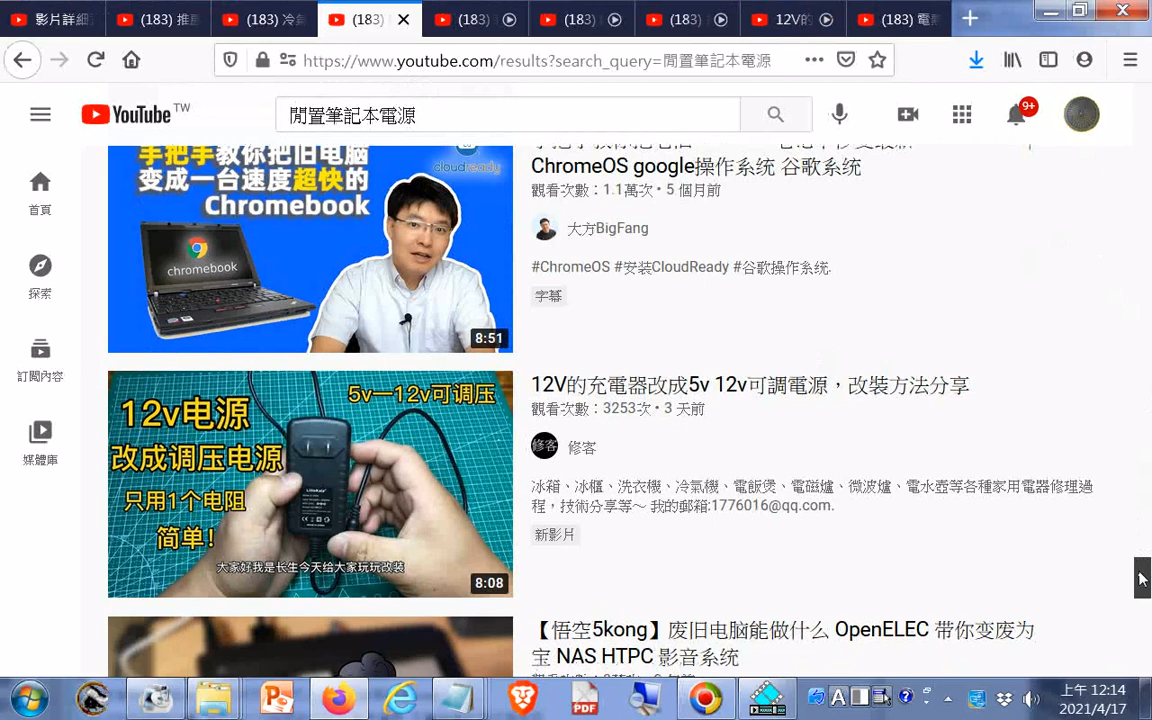 影片詳細
(183) 推
(183) 冷氣
(183)
(183)
(183)
(183)
12V的
(183) 電
https://www.youtube.com/results?search_query=閒置筆記本電源
YouTube TW
閒置筆記本電源
9+
首頁
探索
訂閱內容
媒體庫
手把手教你把旧电脑
变成一台速度超快的
Chromebook
cloudready
chromebook
8:51
ChromeOS google操作系统 谷歌系统
觀看次數：1.1萬次 • 5 個月前
大方BigFang
#ChromeOS #安装CloudReady #谷歌操作系统.
字幕
12v电源
5v一12v可调压
改成调压电源
只用1个电阻
简单!
大家好我是长生今天给大家玩玩改装
8:08
12V的充電器改成5v 12v可調電源，改裝方法分享
觀看次數：3253次 • 3 天前
修客
修客
冰箱、冰櫃、洗衣機、冷氣機、電飯煲、電磁爐、微波爐、電水壺等各種家用電器修理過
程，技術分享等～ 我的郵箱:1776016@qq.com.
新影片
【悟空5kong】废旧电脑能做什么 OpenELEC 带你变废为
宝 NAS HTPC 影音系统
PDF
A
上午 12:14
2021/4/17